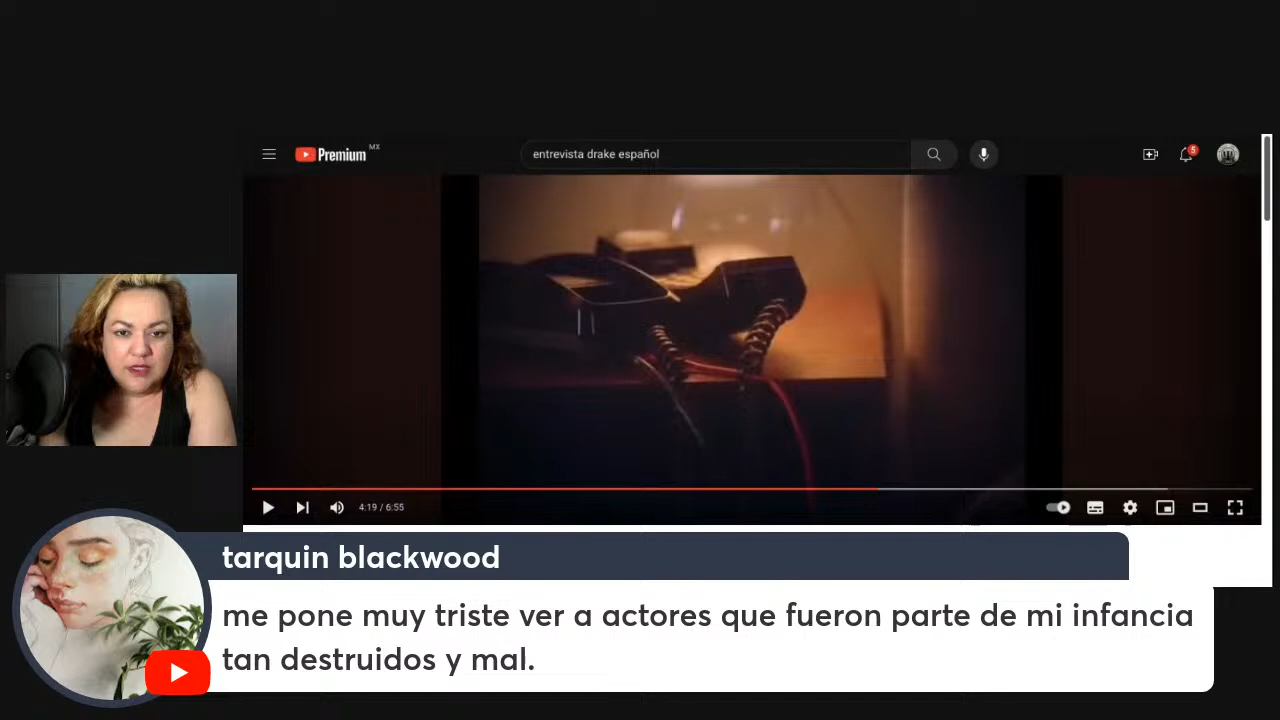 Premium MX
entrevista drake español
5
4:19 / 6:55
tarquin blackwood
me pone muy triste ver a actores que fueron parte de mi infancia
tan destruidos y mal.